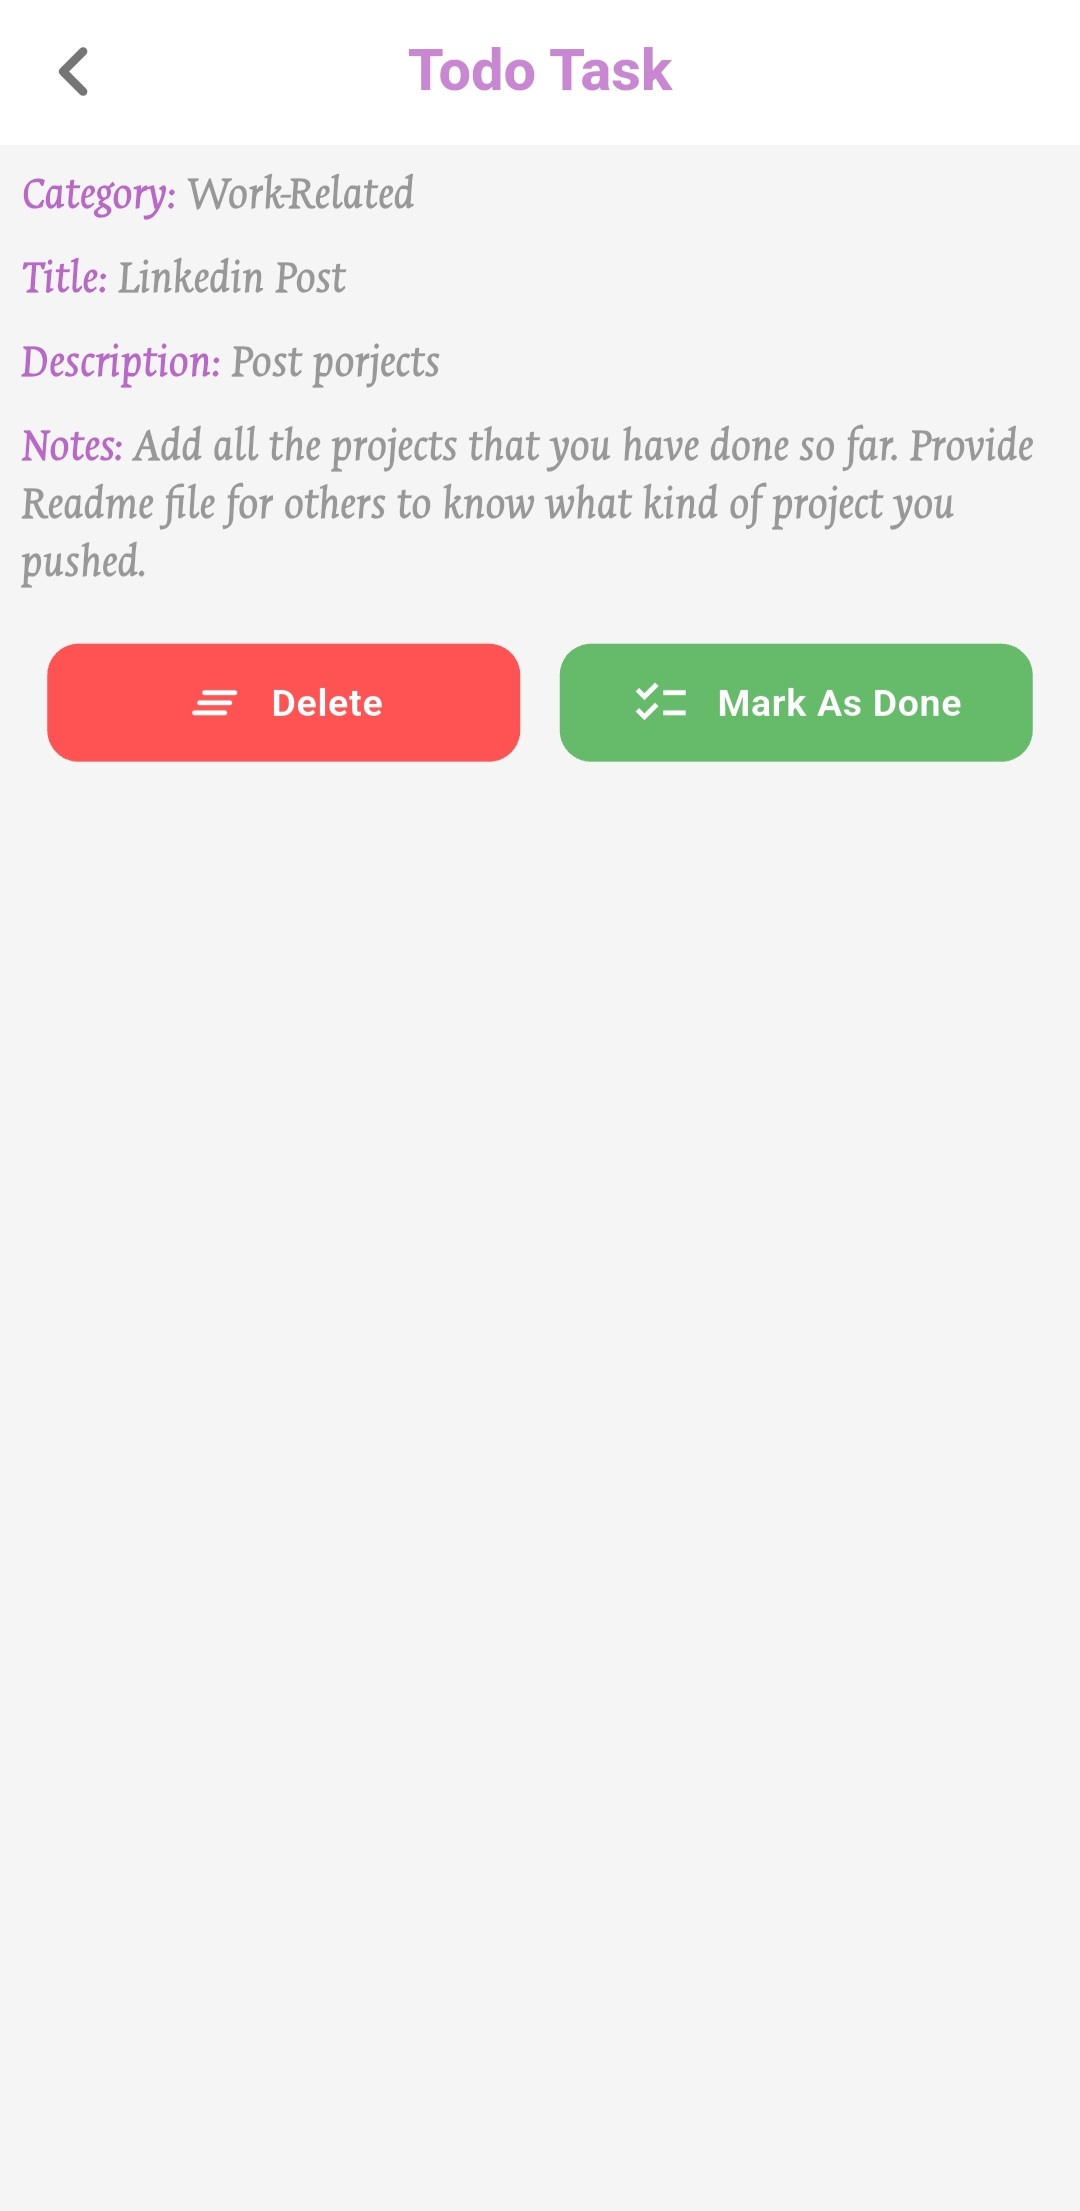 Todo Task
Category: Work-Related
Title: Linkedin Post
Description: Post porjects
Notes: Add all the projects that you have done so far. Provide
Readme file for others to know what kind of project you
pushed.
Delete
Mark As Done